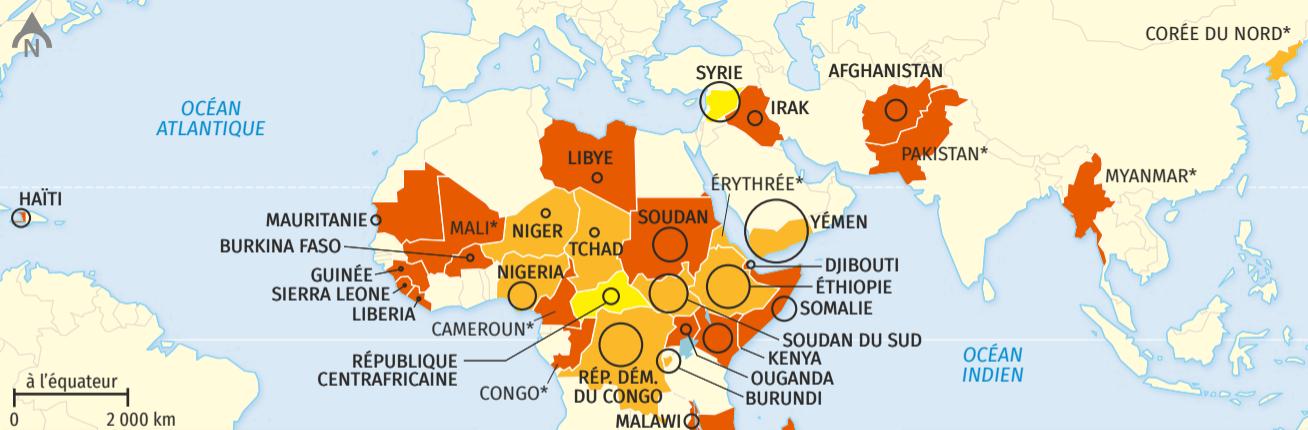 N
OCÉAN
ATLANTIQUE
CORÉE DU NORD*
SYRIE
AFGHANISTAN
IRAK
PAKISTAN*
MYANMAR*
LIBYE
ÉRYTHRÉE*
HAÏTI
MAURITANIE
MALI*
NIGER
TCHAD
SOUDAN
YÉMEN
BURKINA FASO
GUINÉE
NIGERIA
DJIBOUTI
SIERRA LEONE
ÉTHIOPIE
LIBERIA
SOMALIE
CAMEROUN*
SOUDAN DU SUD
RÉPUBLIQUE
CENTRAFRICAINE
KENYA
OCÉAN
INDIEN
CONGO*
RÉP. DÉM.
DU CONGO
OUGANDA
BURUNDI
MALAWI
à l'équateur
0 2 000 km